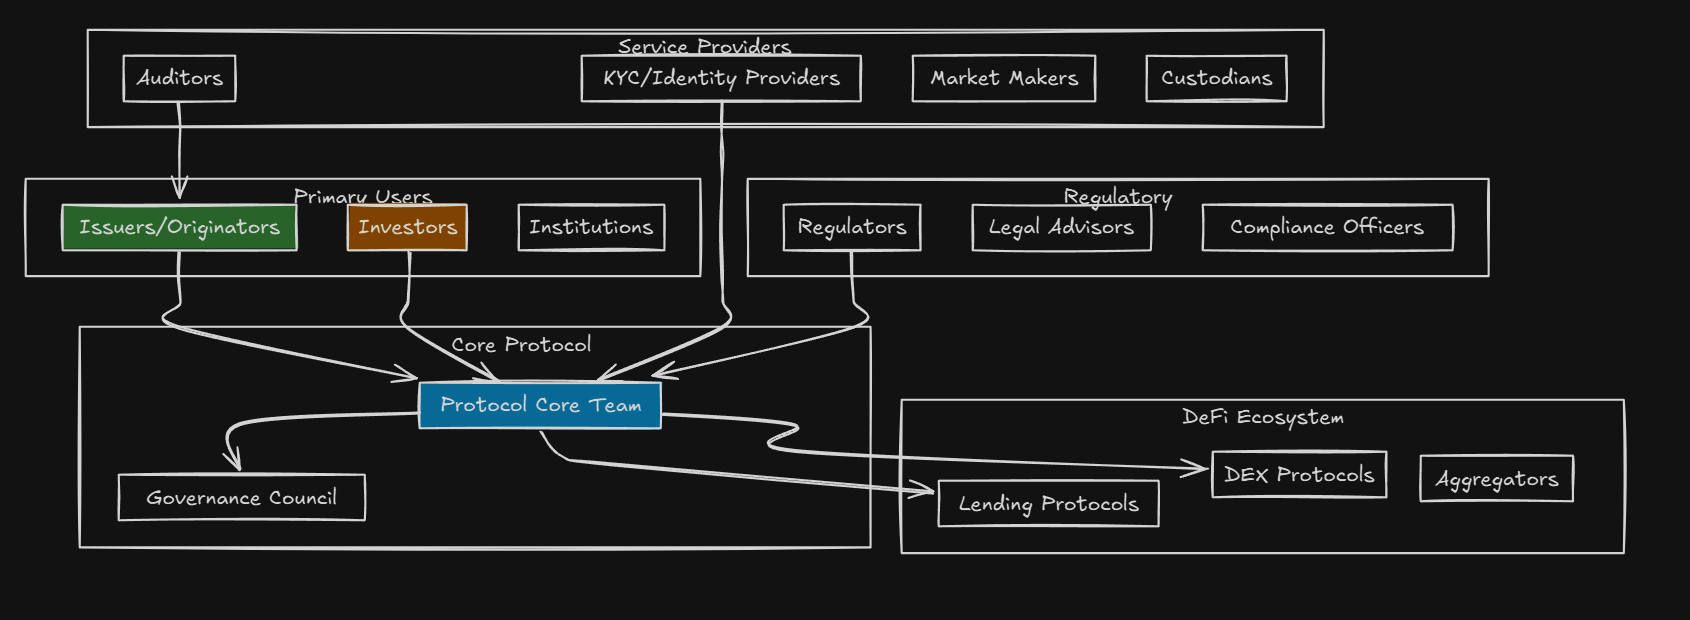 Service Providers
Auditors
KYC/Identity Providers
Market Makers
Custodians
Primary Users
Issuers/Originators
Investors
Institutions
Regulatory
Regulators
Legal Advisors
Compliance Officers
Core Protocol
Protocol Core Team
Governance Council
DeFi Ecosystem
Lending Protocols
DEX Protocols
Aggregators